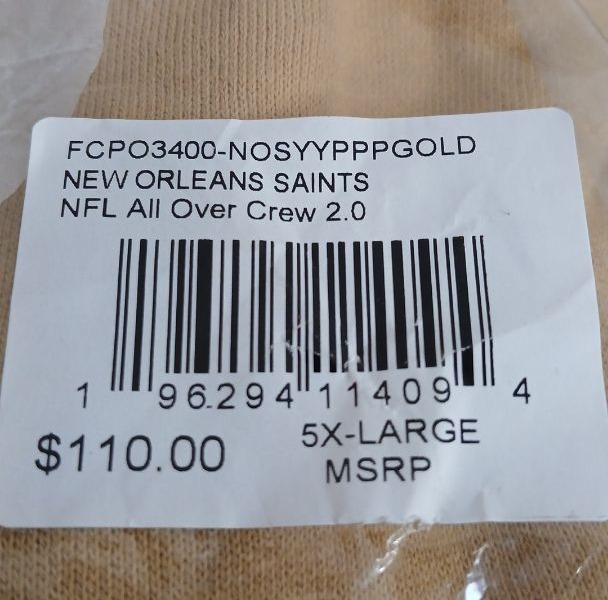 FCPO3400-NOSYYPPPGOLD
NEW ORLEANS SAINTS
NFL All Over Crew 2.0
1 96294 11409 4
$110.00
5X-LARGE
MSRP